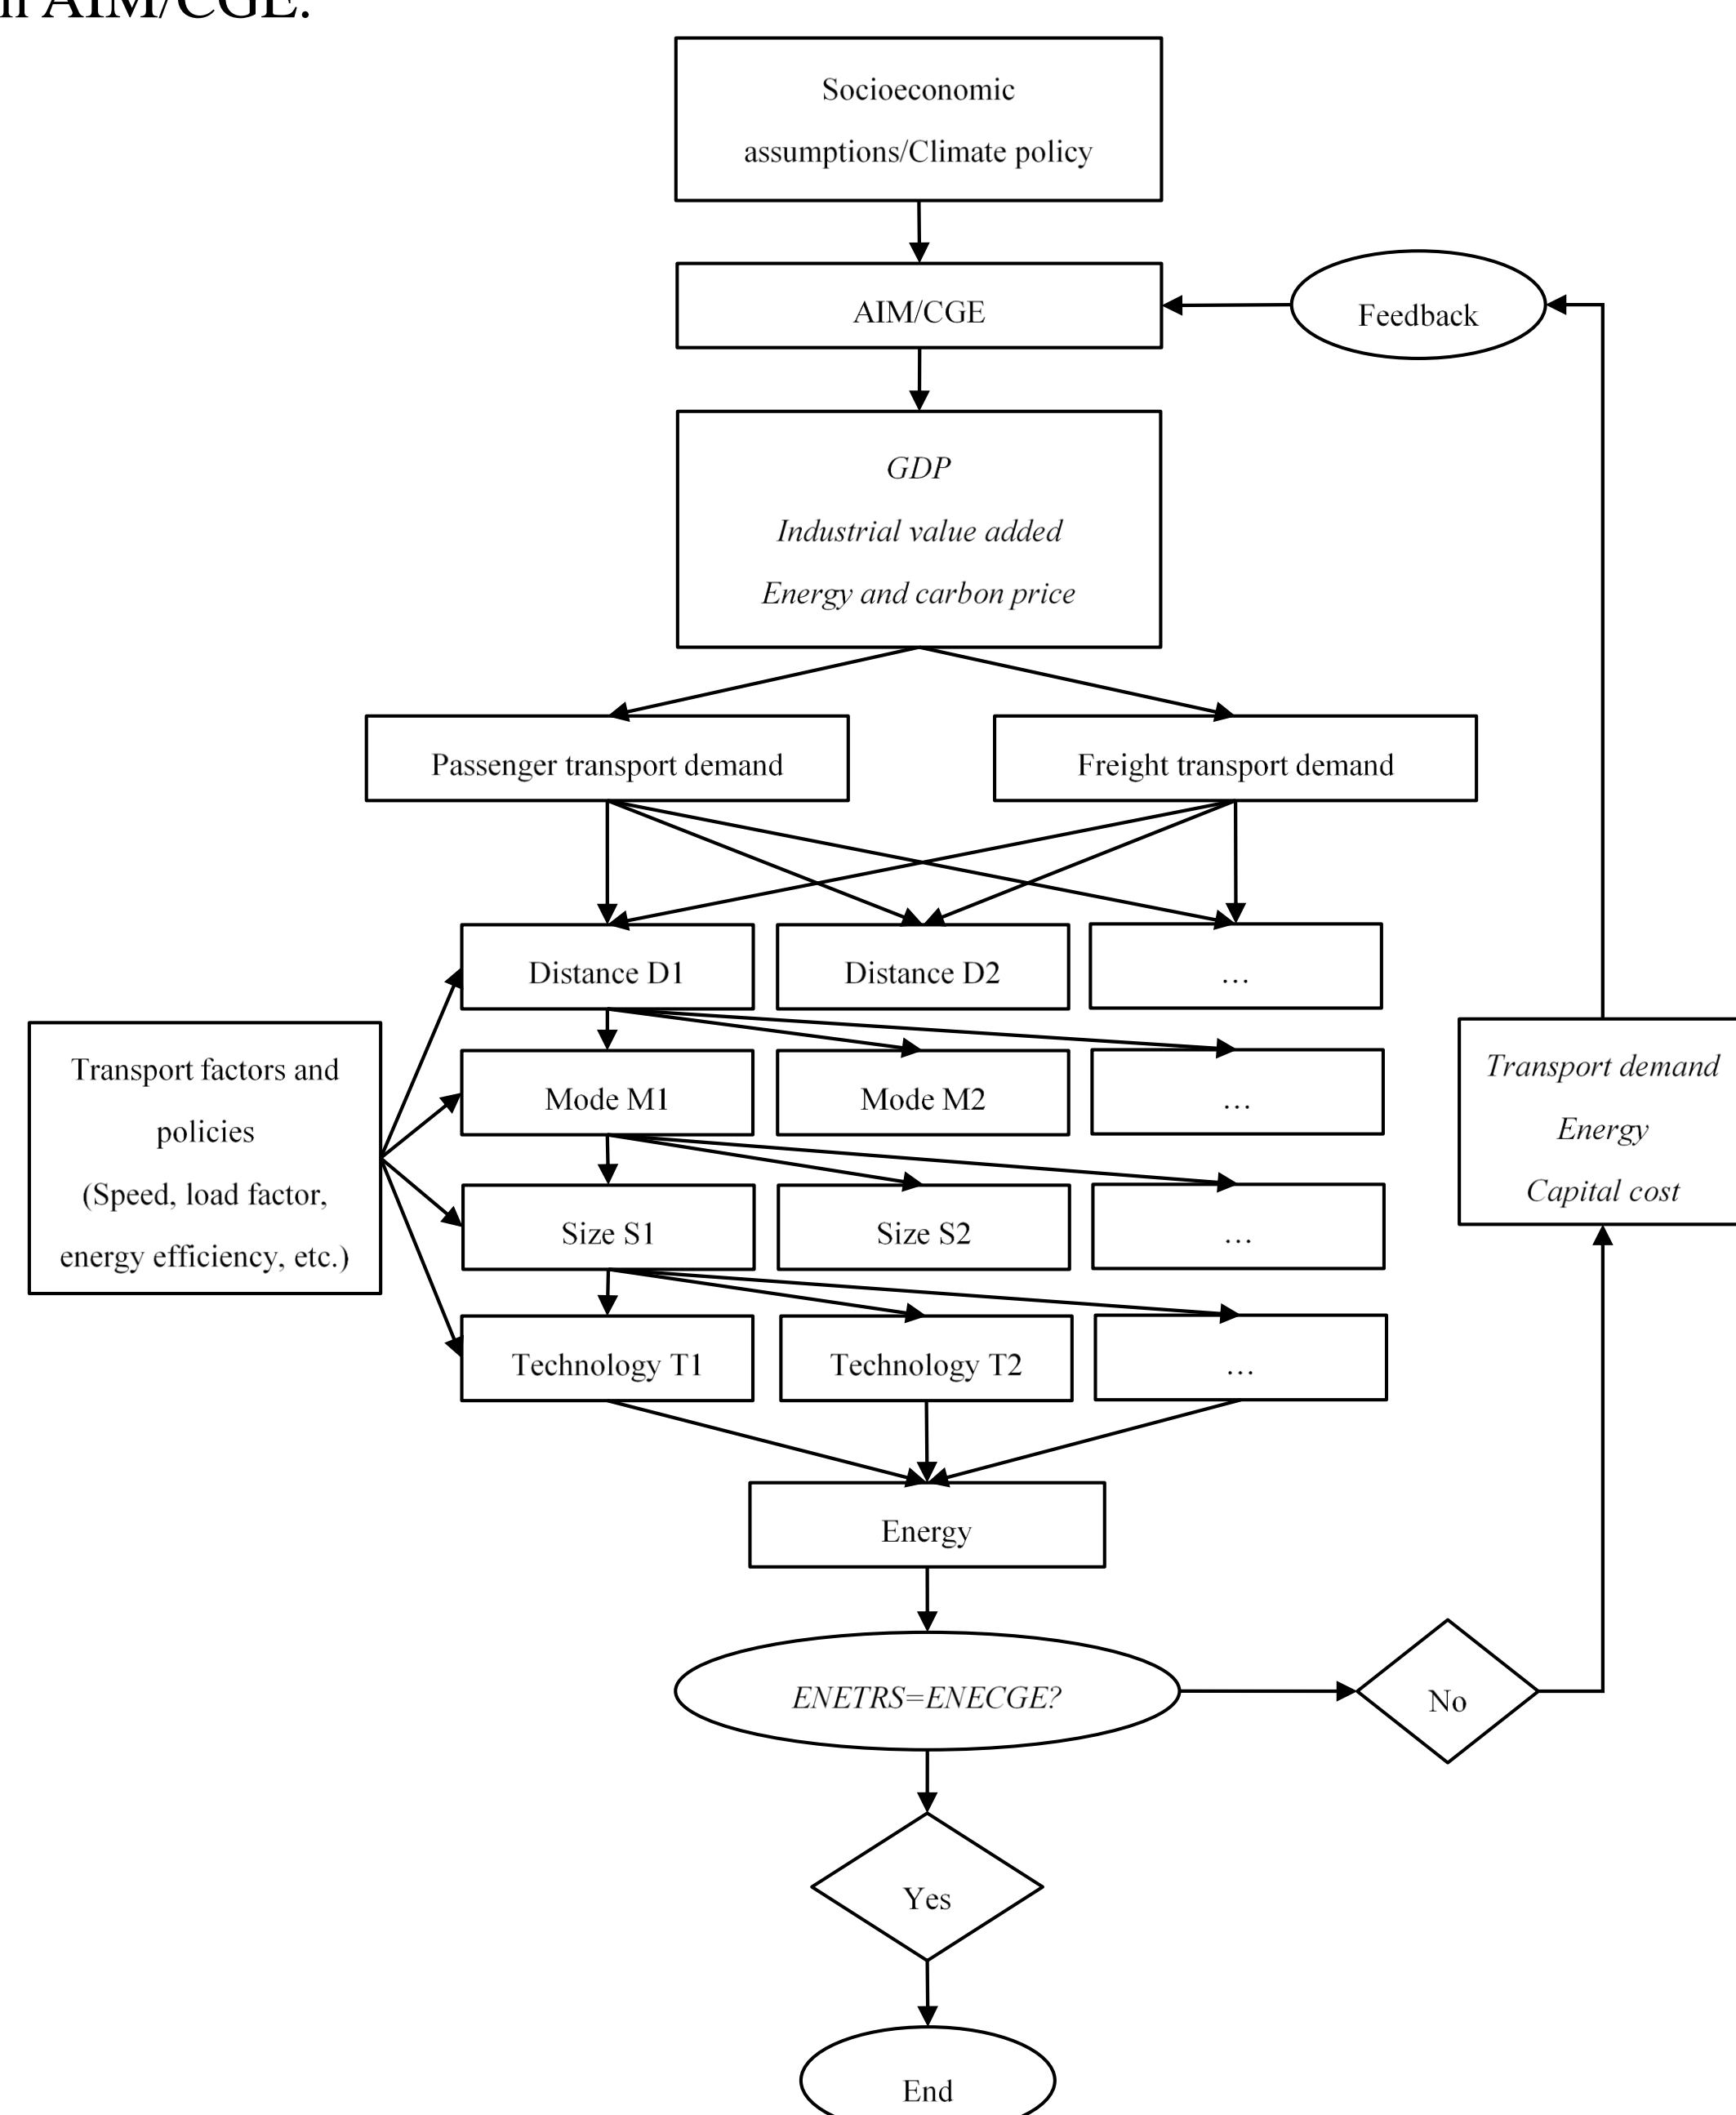 AIM/CGE.
Socioeconomic
assumptions/Climate policy
AIM/CGE
Feedback
GDP
Industrial value added
Energy and carbon price
Passenger transport demand
Freight transport demand
Distance D1
Distance D2
...
Transport factors and
policies
(Speed, load factor,
energy efficiency, etc.)
Mode M1
Mode M2
...
Transport demand
Energy
Capital cost
Size S1
Size S2
...
Technology T1
Technology T2
...
Energy
ENETRS=ENECGE?
No
Yes
End